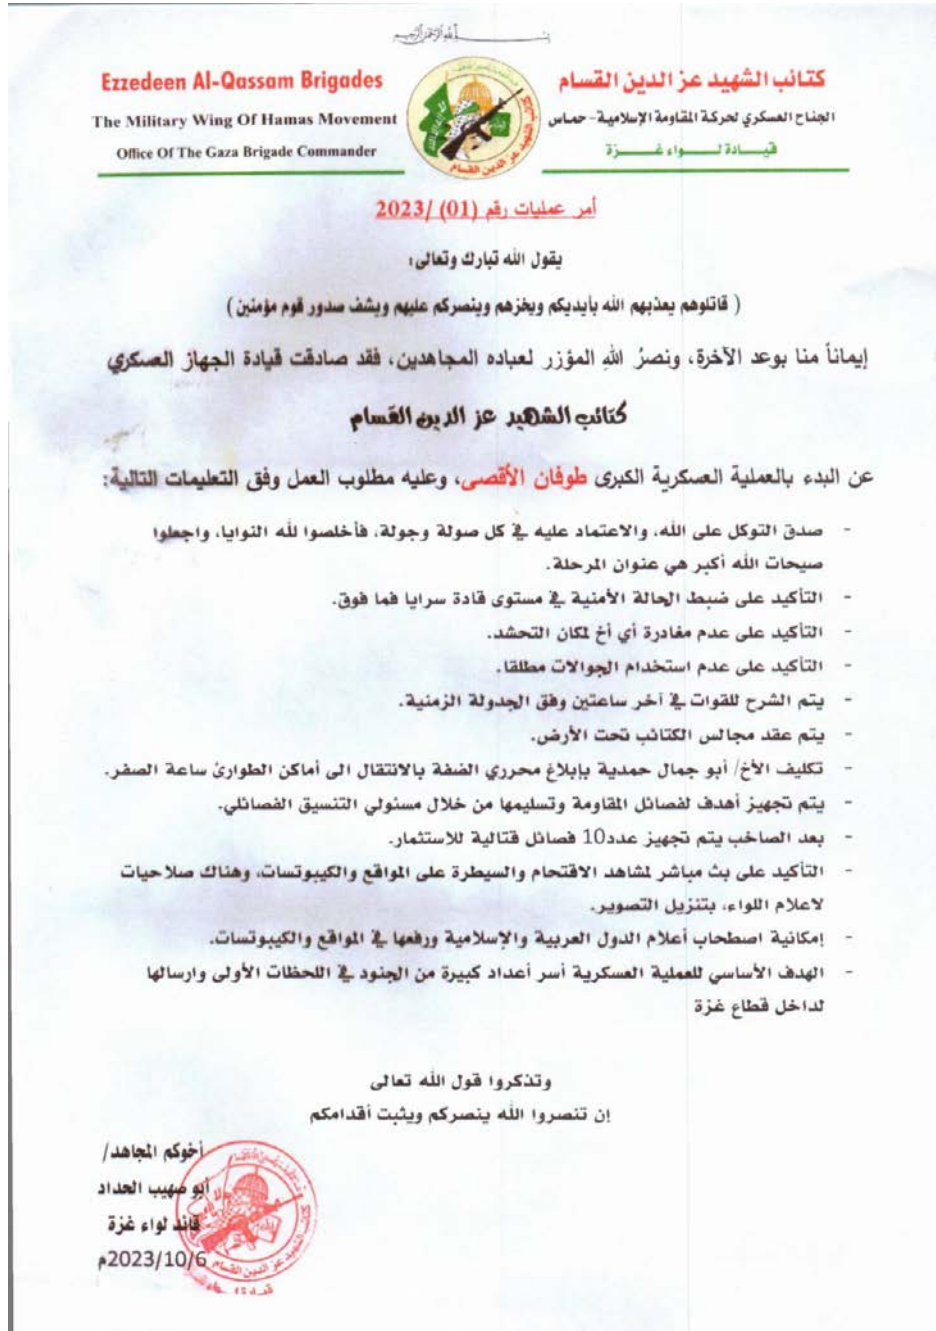 بسم الله الرحمن الرحيم
Ezzedeen Al-Qassam Brigades
The Military Wing Of Hamas Movement
Office Of The Gaza Brigade Commander
كتائب الشهيد عز الدين القسام
الجناح العسكري لحركة المقاومة الإسلامية - حماس
قيادة لواء غزة
أمر عمليات رقم (01) /2023
يقول الله تبارك وتعالى:
( قاتلوهم يعذبهم الله بأيديكم ويخزهم وينصركم عليهم ويشف صدور قوم مؤمنين )
إيماناً منا بوعد الآخرة، ونصرُ اللهِ المؤزر لعباده المجاهدين، فقد صادقت قيادة الجهاز العسكري
كتائب الشهيد عز الدين القسام
عن البدء بالعملية العسكرية الكبرى طوفان الأقصى، وعليه مطلوب العمل وفق التعليمات التالية:
- صدق التوكل على الله، والاعتماد عليه في كل صولة وجولة، فأخلصوا لله النوايا، واجعلوا
صيحات الله أكبر هي عنوان المرحلة.
- التأكيد على ضبط الحالة الأمنية في مستوى قادة سرايا فما فوق.
- التأكيد على عدم مغادرة أي أخ لمكان التحشد.
- التأكيد على عدم استخدام الجوالات مطلقا.
- يتم الشرح للقوات في آخر ساعتين وفق الجدولة الزمنية.
- يتم عقد مجالس الكتائب تحت الأرض.
- تكليف الأخ/ أبو جمال حمدية بإبلاغ محرري الضفة بالانتقال الى أماكن الطوارئ ساعة الصفر.
- يتم تجهيز أهدف لفصائل المقاومة وتسليمها من خلال مسئولي التنسيق الفصائلي.
- بعد الصاخب يتم تجهيز عدد10 فصائل قتالية للاستثمار.
- التأكيد على بث مباشر لمشاهد الاقتحام والسيطرة على المواقع والكيبوتسات، وهناك صلاحيات
لاعلام اللواء، بتنزيل التصوير.
- إمكانية اصطحاب أعلام الدول العربية والإسلامية ورفعها في المواقع والكيبوتسات.
- الهدف الأساسي للعملية العسكرية أسر أعداد كبيرة من الجنود في اللحظات الأولى وارسالها
لداخل قطاع غزة
وتذكروا قول الله تعالى
إن تنصروا الله ينصركم ويثبت أقدامكم
أخوكم المجاهد/
أبو صهيب الحداد
قائد لواء غزة
2023/10/6م